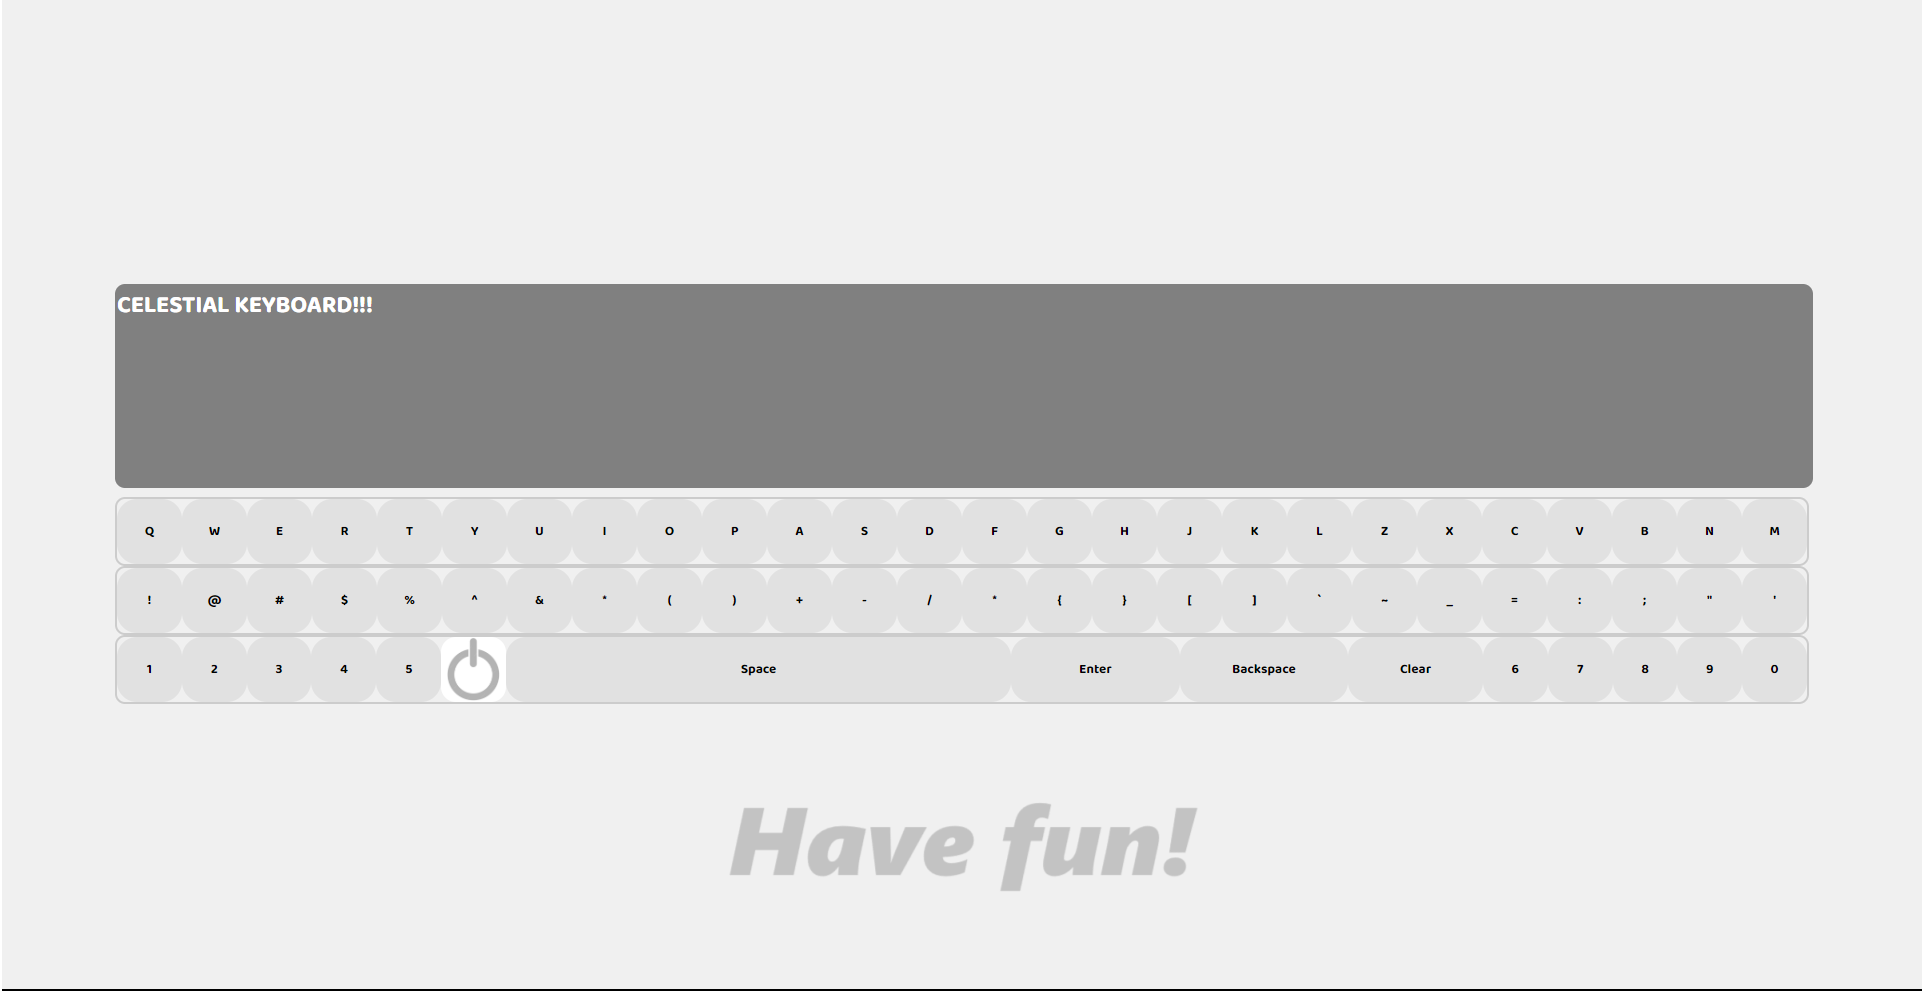 CELESTIAL KEYBOARD!!!
Q W E R T Y U I O P A S D F G H J K L Z X C V B N M
! @ # $ % ^ & * ( ) + - / * { } [ ] ` ~ _ = : ; " '
1 2 3 4 5 Space Enter Backspace Clear 6 7 8 9 0
Have fun!